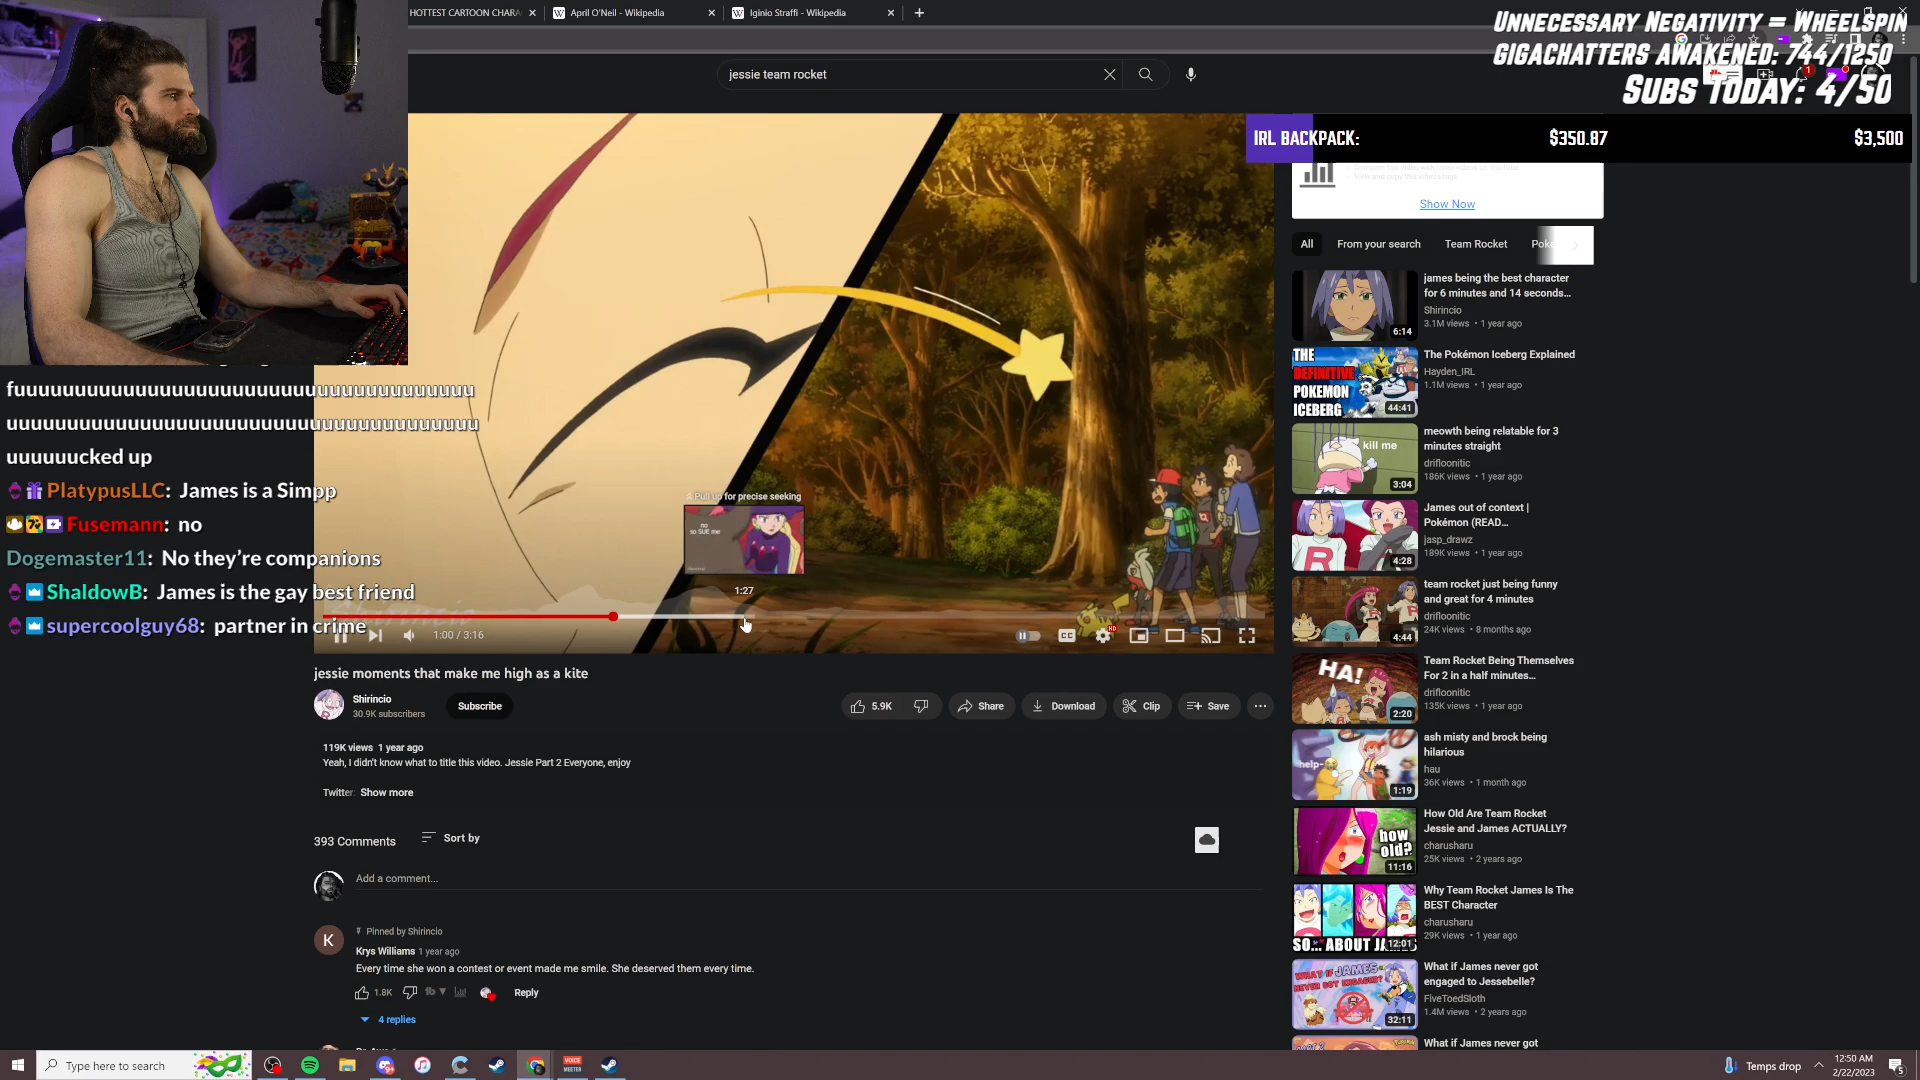 HOTTEST CARTOON CHARA
April O'Neil - Wikipedia
Iginio Straffi - Wikipedia
UNNECESSARY NEGATIVITY = WHEELSPIN
GIGACHATTERS AWAKENED: 744/1250
SUBS TODAY: 4/50
jessie team rocket
IRL BACKPACK: $350.87 $3,500
Show Now
All From your search Team Rocket Poké
fuuuuuuuuuuuuuuuuuuuuuuuuuuuuuuuuuuuuu
uuuuuuuuuuuuuuuuuuuuuuuuuuuuuuuuuuuuuu
uuuuuucked up
PlatypusLLC: James is a Simpp
Fusemann: no
Dogemaster11: No they're companions
ShaldowB: James is the gay best friend
supercoolguy68: partner in crime
Pull up for precise seeking
no
so SUE me
1:27
1:00 / 3:16
CC
HD
jessie moments that make me high as a kite
Shirincio
30.9K subscribers
Subscribe
5.9K
Share
Download
Clip
Save
119K views 1 year ago
Yeah, I didn't know what to title this video. Jessie Part 2 Everyone, enjoy
Twitter: Show more
393 Comments
Sort by
Add a comment...
K
Pinned by Shirincio
Krys Williams 1 year ago
Every time she won a contest or event made me smile. She deserved them every time.
1.8K
Reply
4 replies
james being the best character
for 6 minutes and 14 seconds...
Shirincio
3.1M views • 1 year ago
6:14
THE
DEFINITIVE
POKEMON
ICEBERG
44:41
The Pokémon Iceberg Explained
Hayden_IRL
1.1M views • 1 year ago
kill me
3:04
meowth being relatable for 3
minutes straight
drifloonitic
186K views • 1 year ago
R
4:28
James out of context |
Pokémon (READ...
jasp_drawz
189K views • 1 year ago
4:44
team rocket just being funny
and great for 4 minutes
drifloonitic
24K views • 8 months ago
HA!
2:20
Team Rocket Being Themselves
For 2 in a half minutes...
drifloonitic
135K views • 1 year ago
help-
1:19
ash misty and brock being
hilarious
hau
36K views • 1 month ago
how
old?
11:16
How Old Are Team Rocket
Jessie and James ACTUALLY?
charusharu
25K views • 2 years ago
SO... ABOUT JAMES
12:01
Why Team Rocket James Is The
BEST Character
charusharu
29K views • 1 year ago
WHAT IF JAMES
NEVER GOT ENGAGED?
32:11
What if James never got
engaged to Jessebelle?
FiveToedSloth
1.4M views • 2 years ago
What if James never got
Type here to search
VOICE
MEETER
Temps drop
12:50 AM
2/22/2023
5